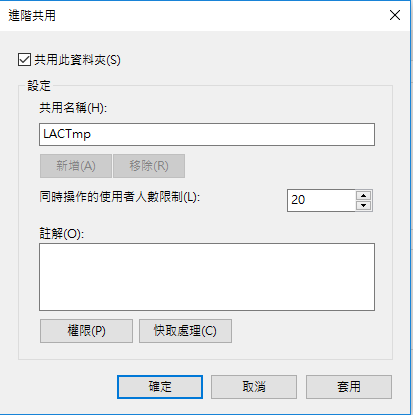 進階共用
共用此資料夾(S)
設定
共用名稱(H):
LACTmp
新增(A) 移除(R)
同時操作的使用者人數限制(L): 20
註解(O):
權限(P) 快取處理(C)
確定 取消 套用